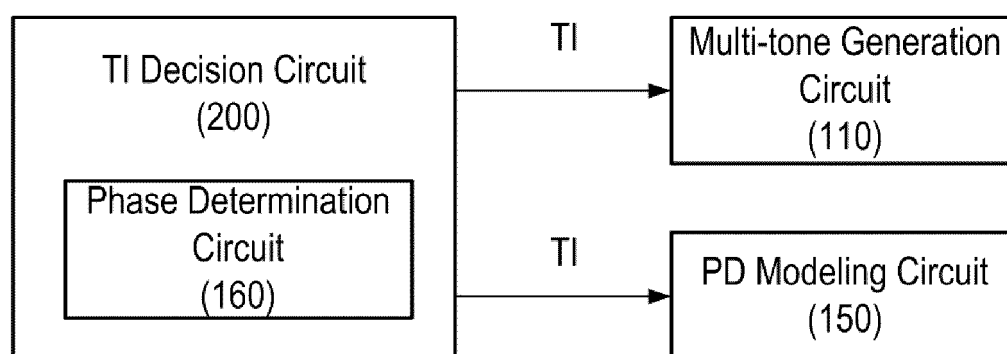 TI Decision Circuit
(200)
Phase Determination
Circuit
(160)
TI
Multi-tone Generation
Circuit
(110)
TI
PD Modeling Circuit
(150)